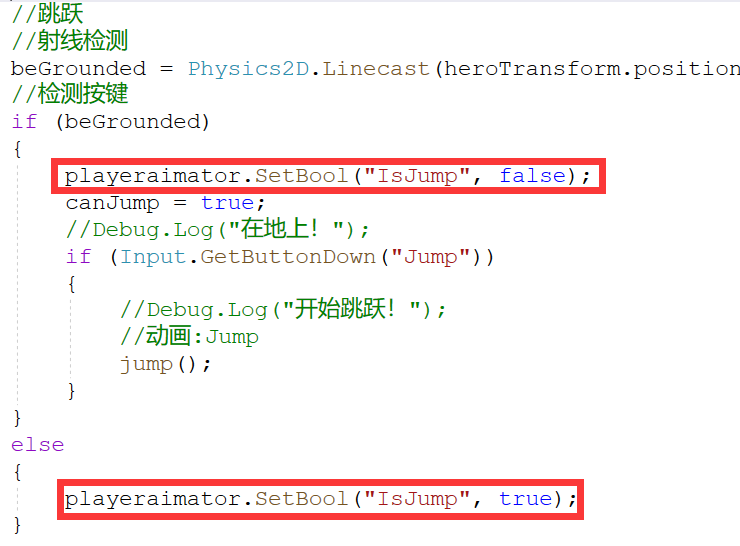 //跳跃
//射线检测
beGrounded = Physics2D.Linecast(heroTransform.position
//检测按键
if (beGrounded)
{
playeraimator.SetBool("IsJump", false);
canJump = true;
//Debug.Log("在地上！");
if (Input.GetButtonDown("Jump"))
{
//Debug.Log("开始跳跃！");
//动画:Jump
jump();
}
}
else
{
playeraimator.SetBool("IsJump", true);
}